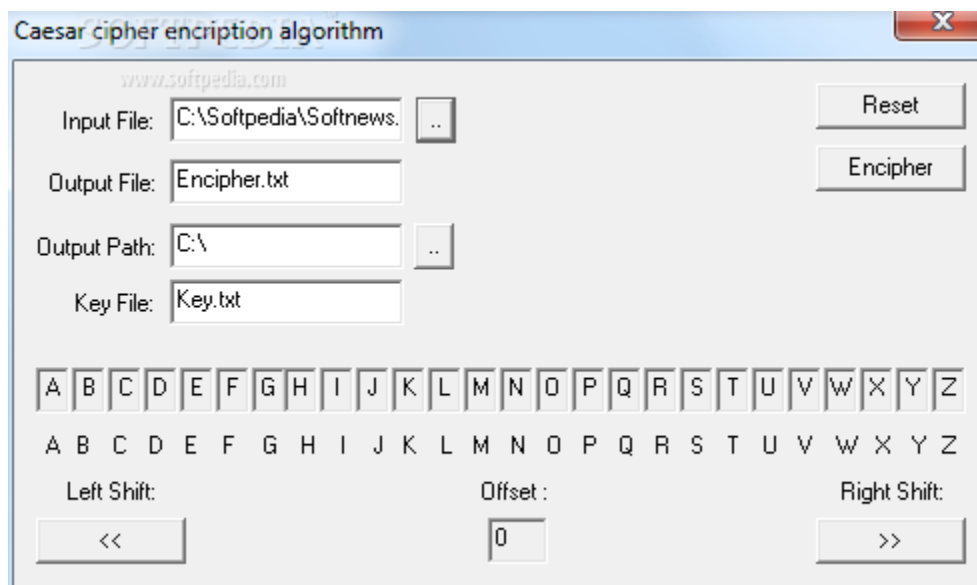 SOFTPEDIA
Caesar cipher encription algorithm
www.softpedia.com
Input File: C:\Softpedia\Softnews. .. Reset
Output File: Encipher.txt Encipher
Output Path: C:\ ..
Key File: Key.txt
A B C D E F G H I J K L M N O P Q R S T U V W X Y Z
A B C D E F G H I J K L M N O P Q R S T U V W X Y Z
Left Shift: Offset : Right Shift:
<< 0 >>